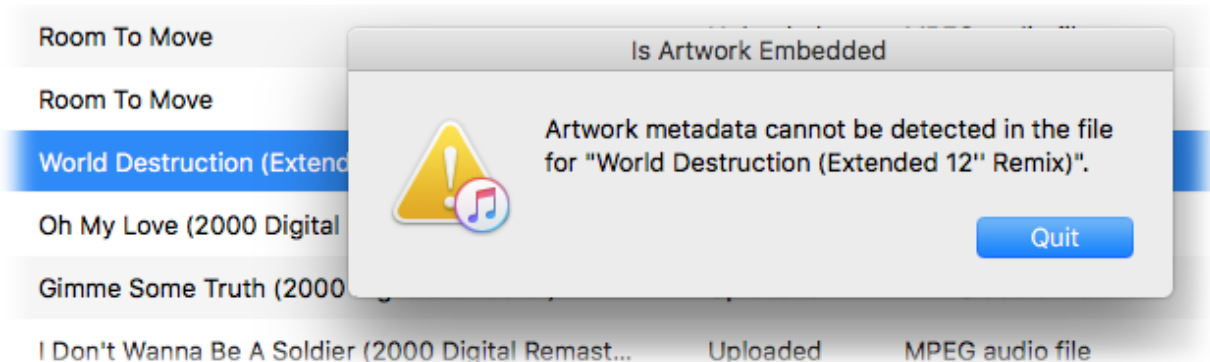 Room To Move
Is Artwork Embedded
Room To Move
Artwork metadata cannot be detected in the file
for "World Destruction (Extended 12'' Remix)".
World Destruction (Extend
Oh My Love (2000 Digital
Quit
Gimme Some Truth (2000
I Don't Wanna Be A Soldier (2000 Digital Remast... Uploaded MPEG audio file